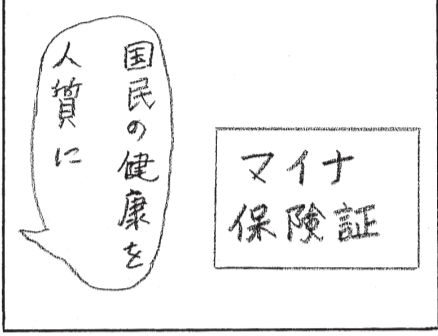 国民の健康を
人質に
マイナ
保険証